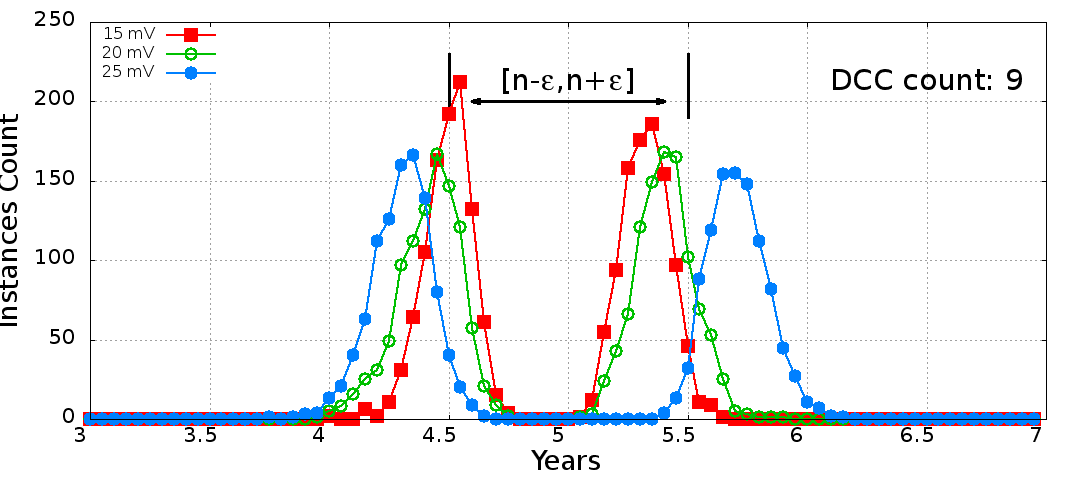 250
200
150
100
50
0
Instances Count
15 mV
20 mV
25 mV
[n-ε,n+ε]
DCC count: 9
3 3.5 4 4.5 5 5.5 6 6.5 7
Years